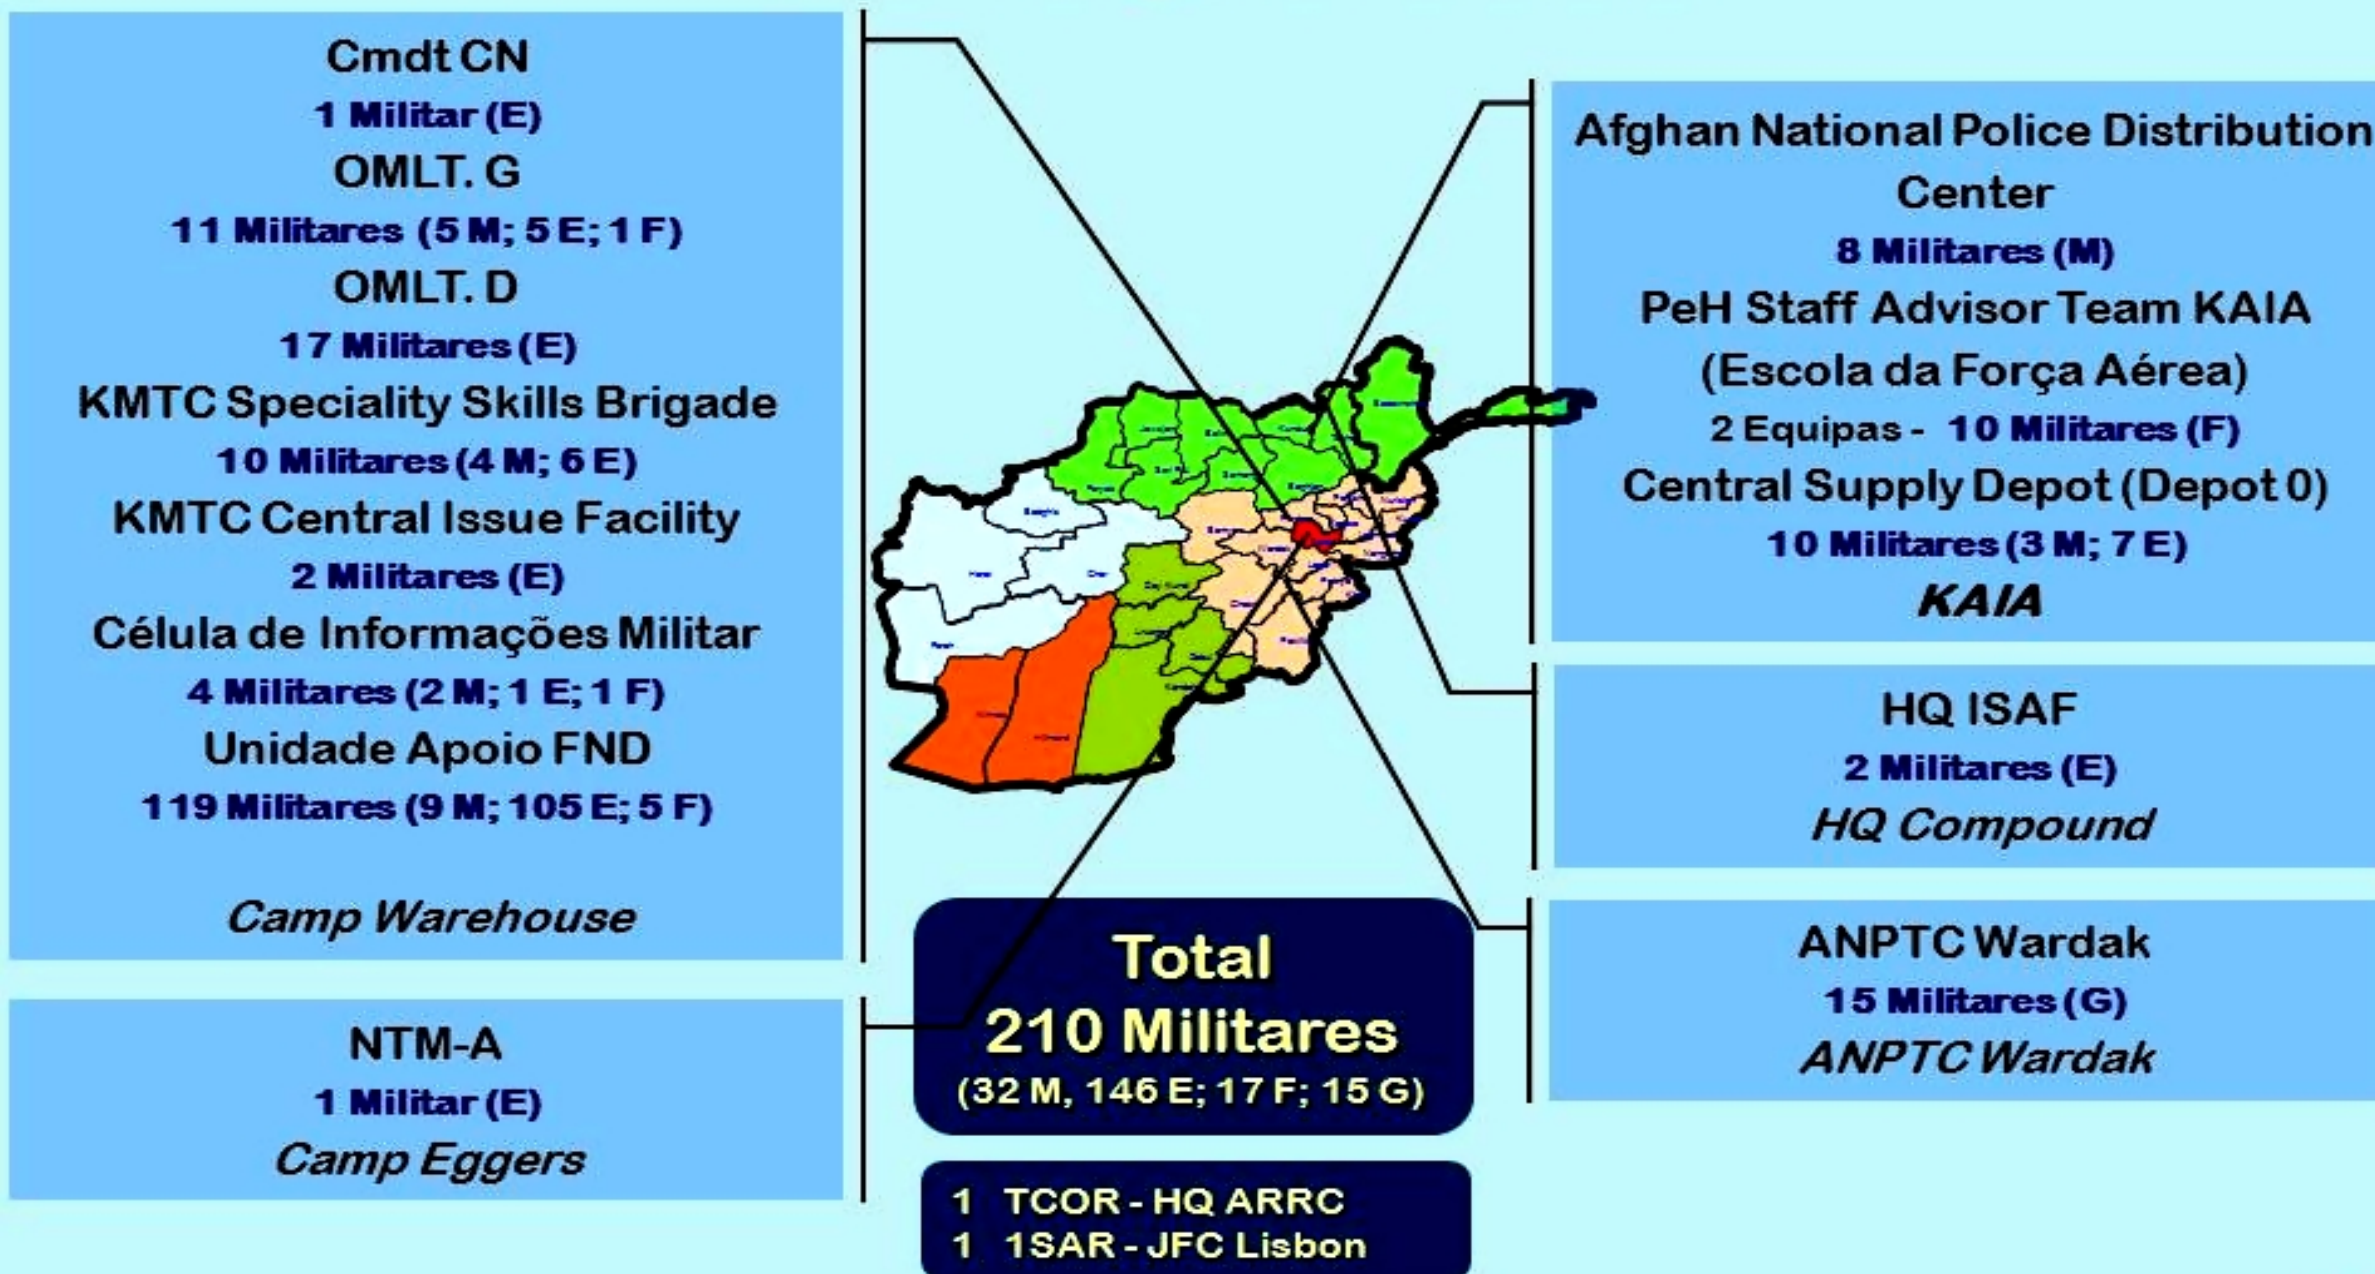 Cmdt CN
1 Militar (E)
OMLT. G
11 Militares (5 M; 5 E; 1 F)
OMLT. D
17 Militares (E)
KMTC Speciality Skills Brigade
10 Militares (4 M; 6 E)
KMTC Central Issue Facility
2 Militares (E)
Célula de Informações Militar
4 Militares (2 M; 1 E; 1 F)
Unidade Apoio FND
119 Militares (9 M; 105 E; 5 F)
Camp Warehouse
NTM-A
1 Militar (E)
Camp Eggers
Afghan National Police Distribution
Center
8 Militares (M)
PeH Staff Advisor Team KAIA
(Escola da Força Aérea)
2 Equipas - 10 Militares (F)
Central Supply Depot (Depot 0)
10 Militares (3 M; 7 E)
KAIA
HQ ISAF
2 Militares (E)
HQ Compound
ANPTC Wardak
15 Militares (G)
ANPTC Wardak
Total
210 Militares
(32 M, 146 E; 17 F; 15 G)
1 TCOR - HQ ARRC
1 1SAR - JFC Lisbon